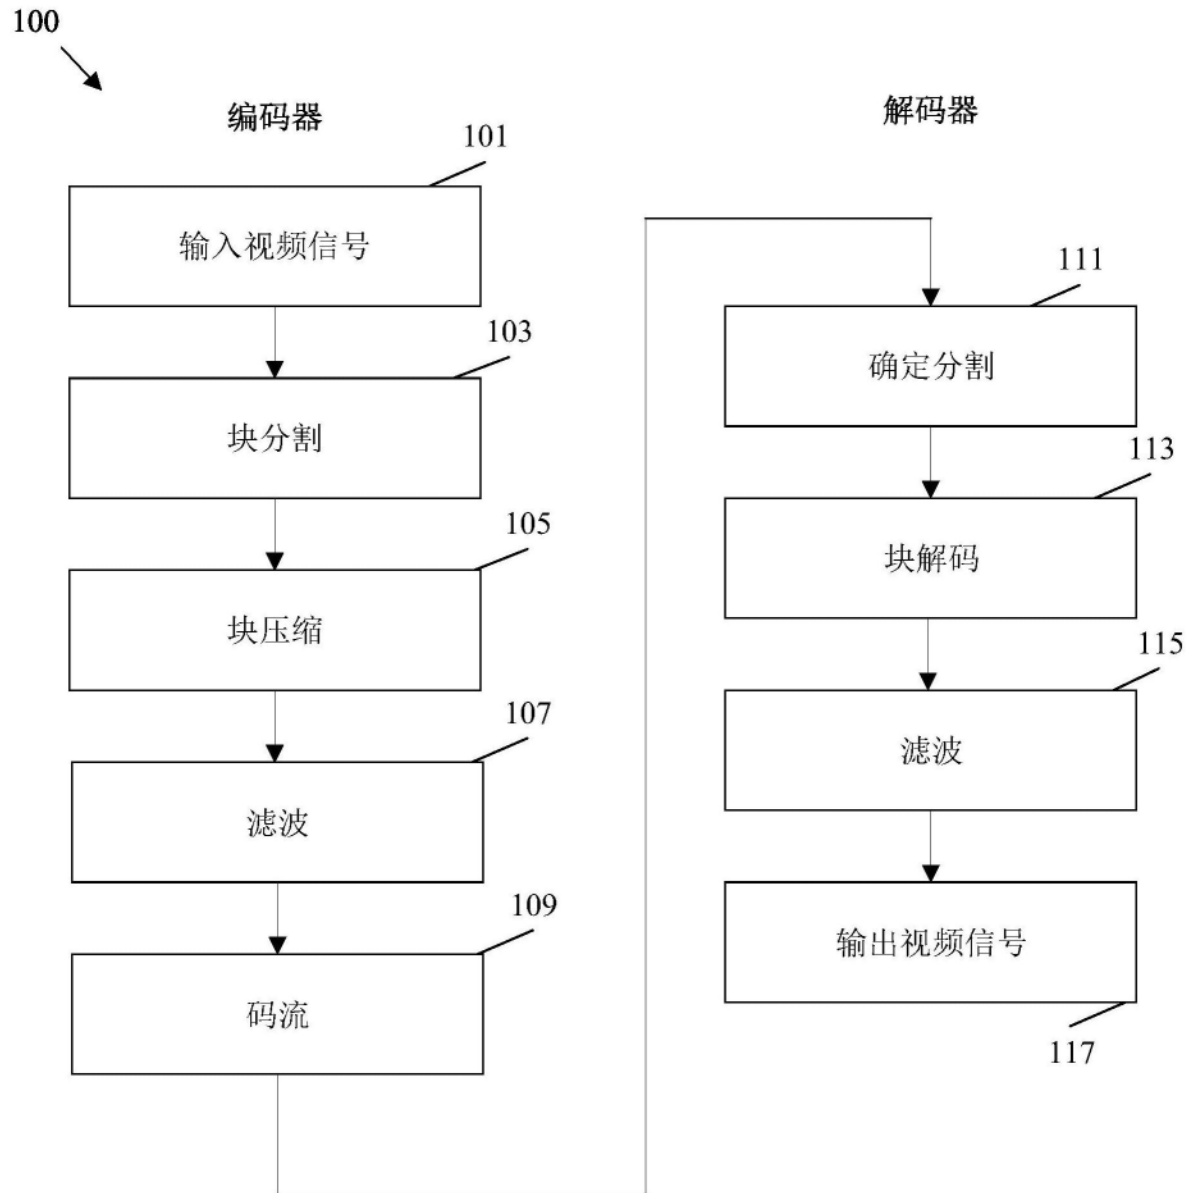 100
编码器
101
输入视频信号
103
块分割
105
块压缩
107
滤波
109
码流
解码器
111
确定分割
113
块解码
115
滤波
输出视频信号
117